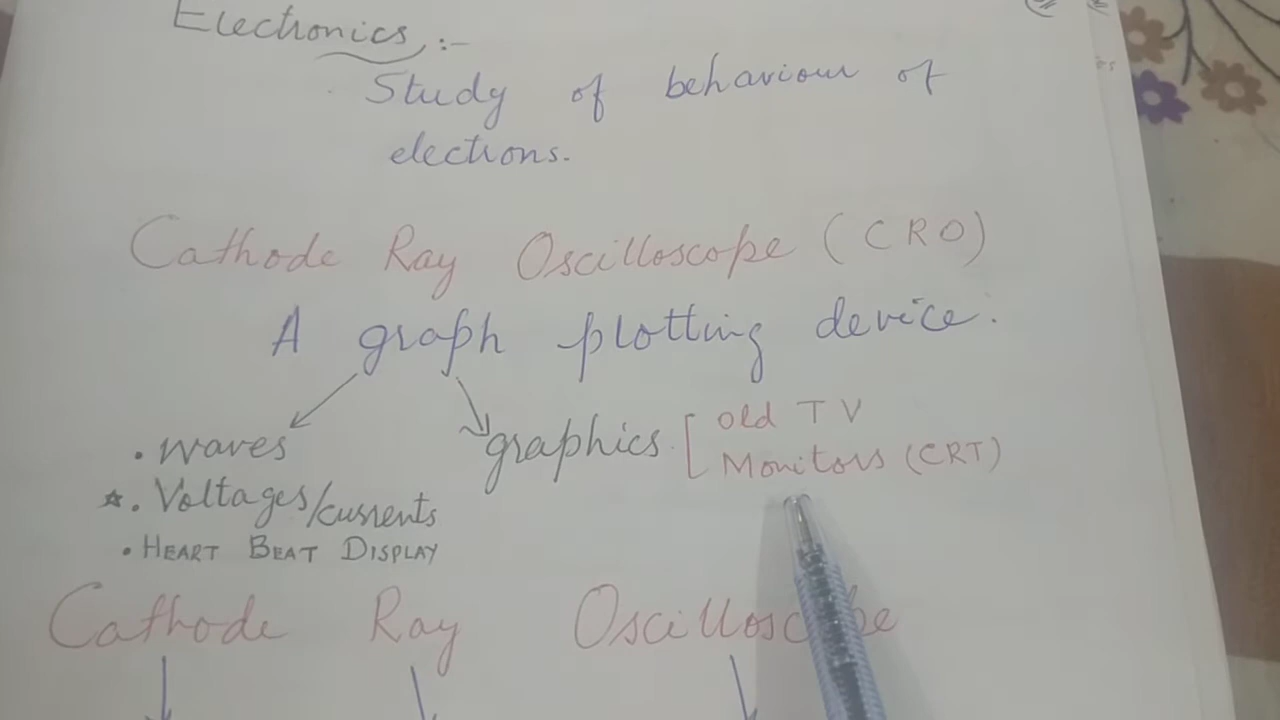 Electronics :-
Study of behaviour of
electrons.
Cathode Ray Oscilloscope (CRO)
A graph plotting device.
. waves
graphics [ old TV
Monitors (CRT)
* . Voltages/currents
. HEART BEAT DISPLAY
Cathode Ray Oscilloscope